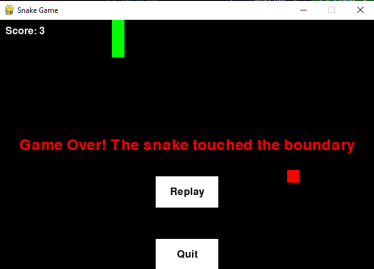 Snake Game
Score: 3
Game Over! The snake touched the boundary
Replay
Quit